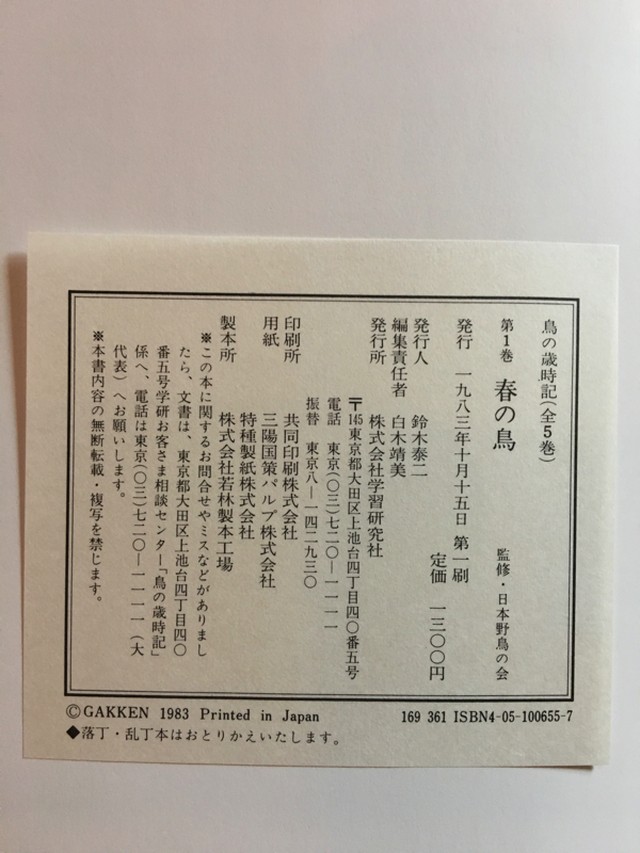 鳥の歳時記(全5巻)
第1巻 春の鳥
監修・日本野鳥の会
発行 一九八三年十月十五日 第一刷
定価 一三〇〇円
発行人 鈴木泰二
編集責任者 白木靖美
発行所 株式会社学習研究社
〒145東京都大田区上池台四丁目四〇番五号
電話 東京(〇三)七二〇―一一一一
振替 東京八―一四二九三〇
印刷所 共同印刷株式会社
用紙 三陽国策パルプ株式会社
特種製紙株式会社
製本所 株式会社若林製本工場
※この本に関するお問合せやミスなどがありまし
たら、文書は、東京都大田区上池台四丁目四〇
番五号学研お客さま相談センター「鳥の歳時記」
係へ、電話は東京(〇三)七二〇―一一一一(大
代表)へお願いします。
※本書内容の無断転載・複写を禁じます。
©GAKKEN 1983 Printed in Japan
169 361 ISBN4-05-100655-7
◆落丁・乱丁本はおとりかえいたします。